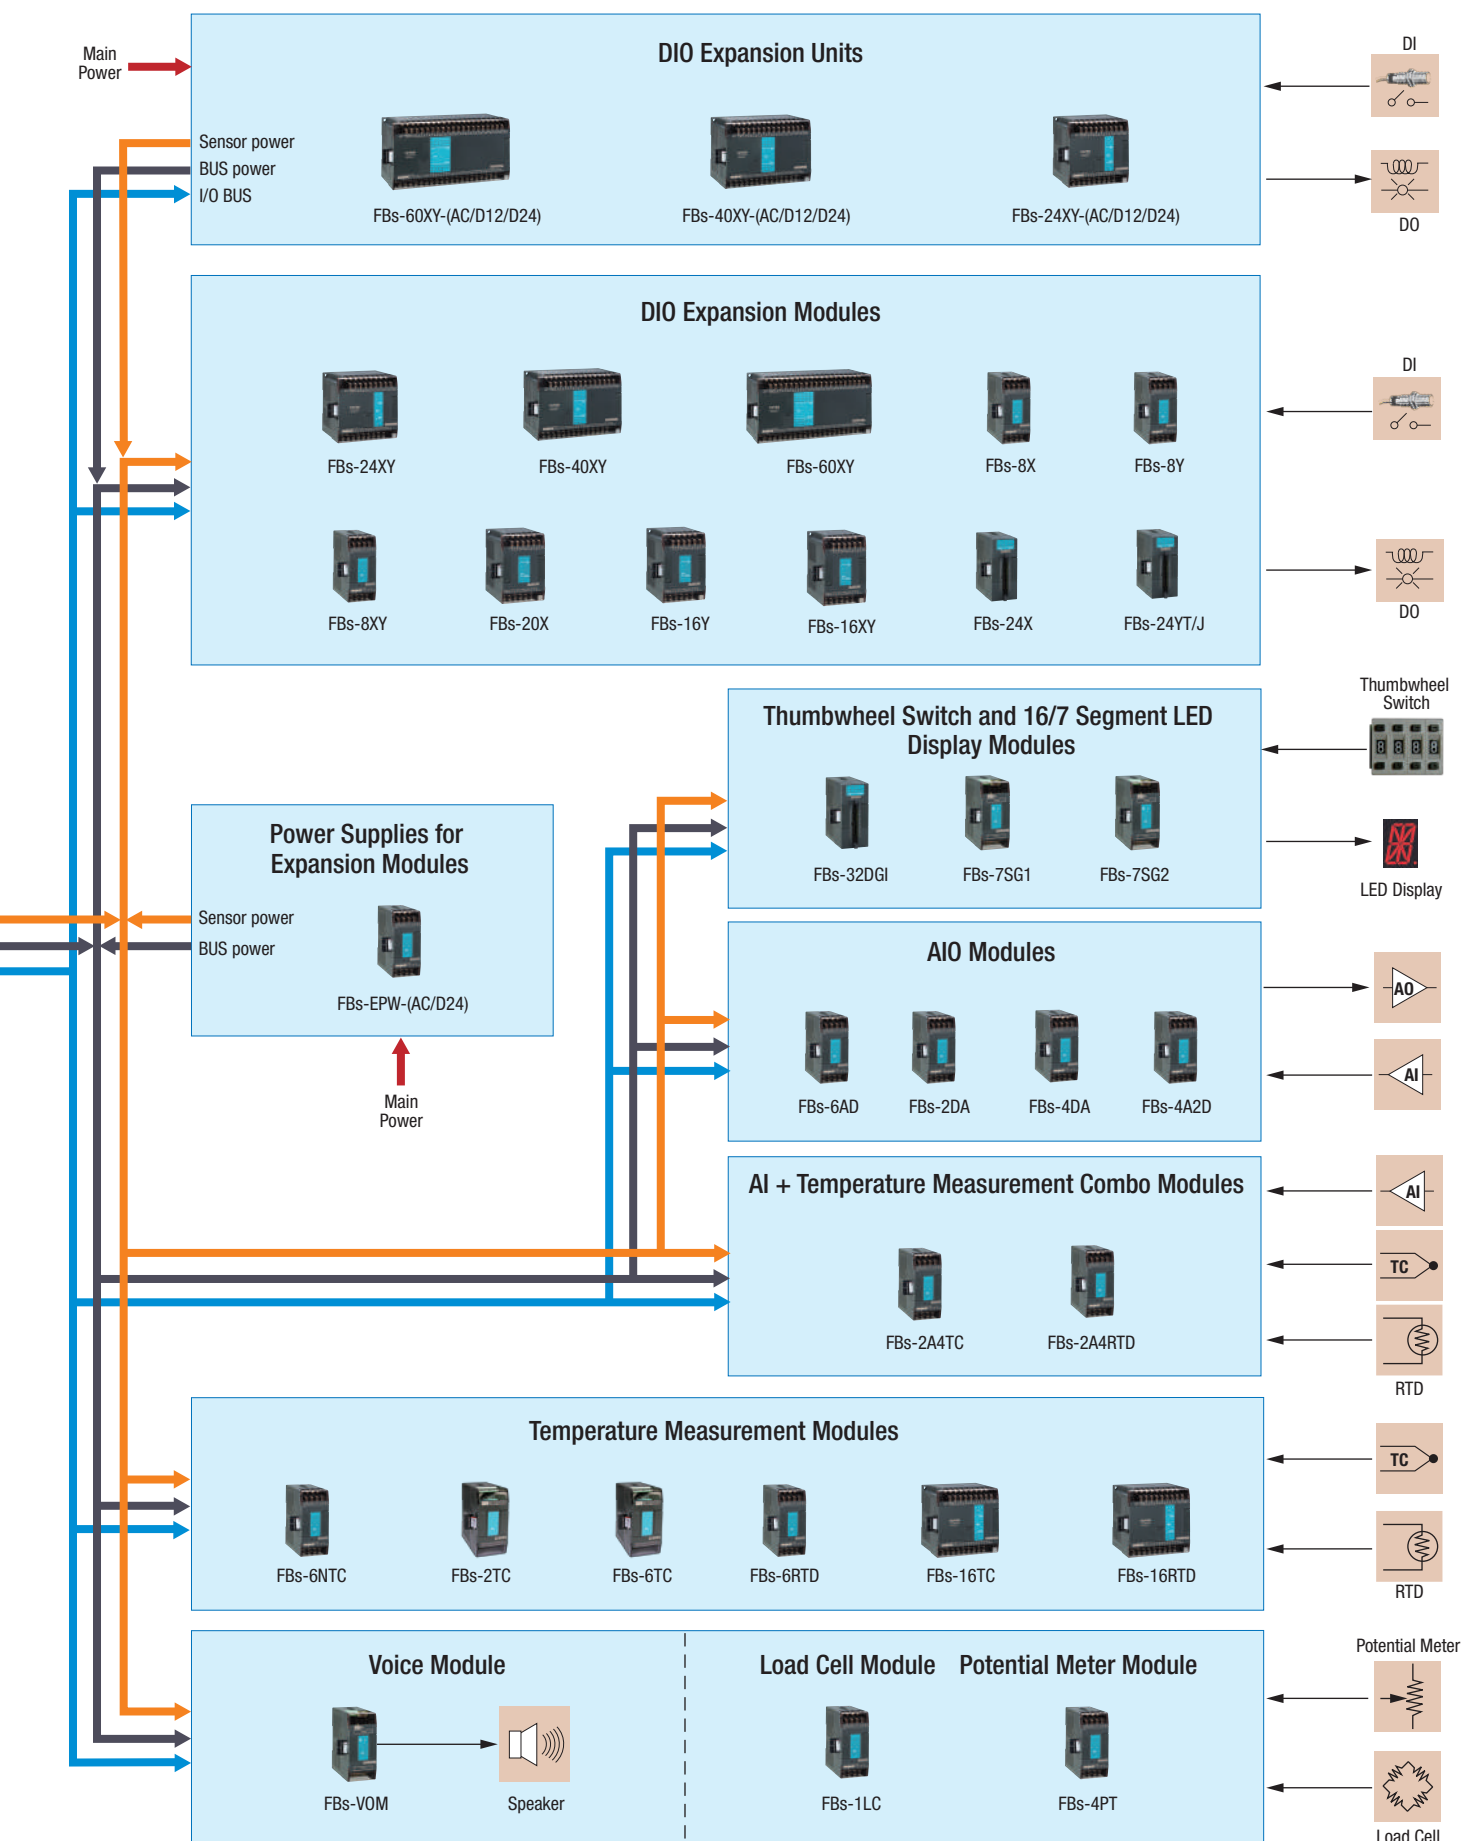 DIO Expansion Units
Main
Power
DI
Sensor power
BUS power
I/O BUS
FBs-60XY-(AC/D12/D24)
FBs-40XY-(AC/D12/D24)
FBs-24XY-(AC/D12/D24)
DO
DIO Expansion Modules
DI
FBs-24XY
FBs-40XY
FBs-60XY
FBs-8X
FBs-8Y
FBs-8XY
FBs-20X
FBs-16Y
FBs-16XY
FBs-24X
FBs-24YT/J
DO
Thumbwheel Switch and 16/7 Segment LED
Display Modules
Thumbwheel
Switch
FBs-32DGI
FBs-7SG1
FBs-7SG2
LED Display
Power Supplies for
Expansion Modules
Sensor power
BUS power
FBs-EPW-(AC/D24)
Main
Power
AIO Modules
AO
AI
FBs-6AD
FBs-2DA
FBs-4DA
FBs-4A2D
AI + Temperature Measurement Combo Modules
AI
TC
FBs-2A4TC
FBs-2A4RTD
RTD
Temperature Measurement Modules
TC
FBs-6NTC
FBs-2TC
FBs-6TC
FBs-6RTD
FBs-16TC
FBs-16RTD
RTD
Voice Module
Load Cell Module
Potential Meter Module
Potential Meter
FBs-VOM
Speaker
FBs-1LC
FBs-4PT
Load Cell